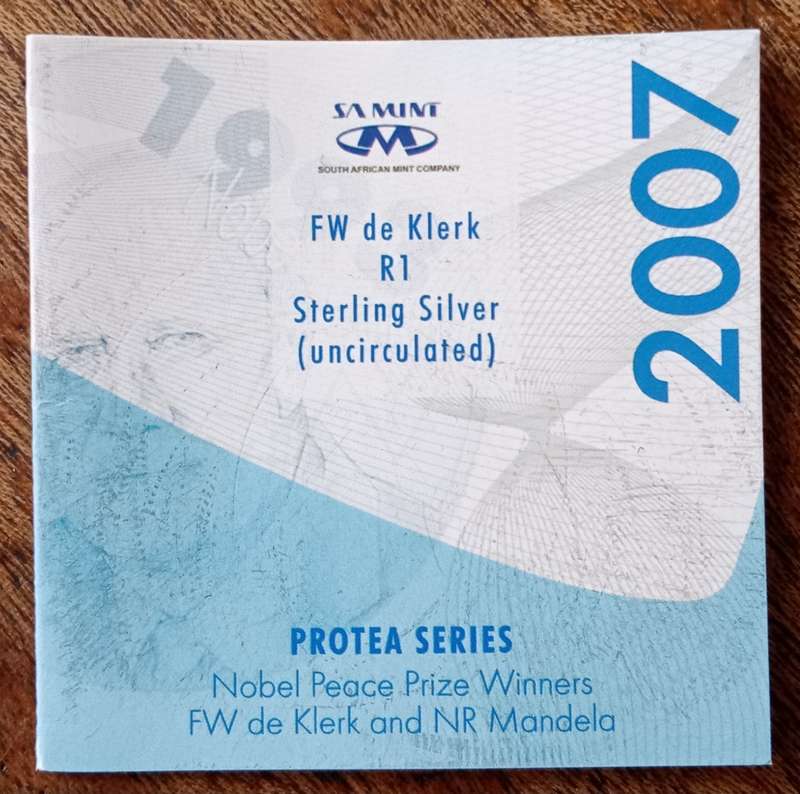 SA MINT
SOUTH AFRICAN MINT COMPANY
FW de Klerk
R1
Sterling Silver
(uncirculated)
2007
PROTEA SERIES
Nobel Peace Prize Winners
FW de Klerk and NR Mandela